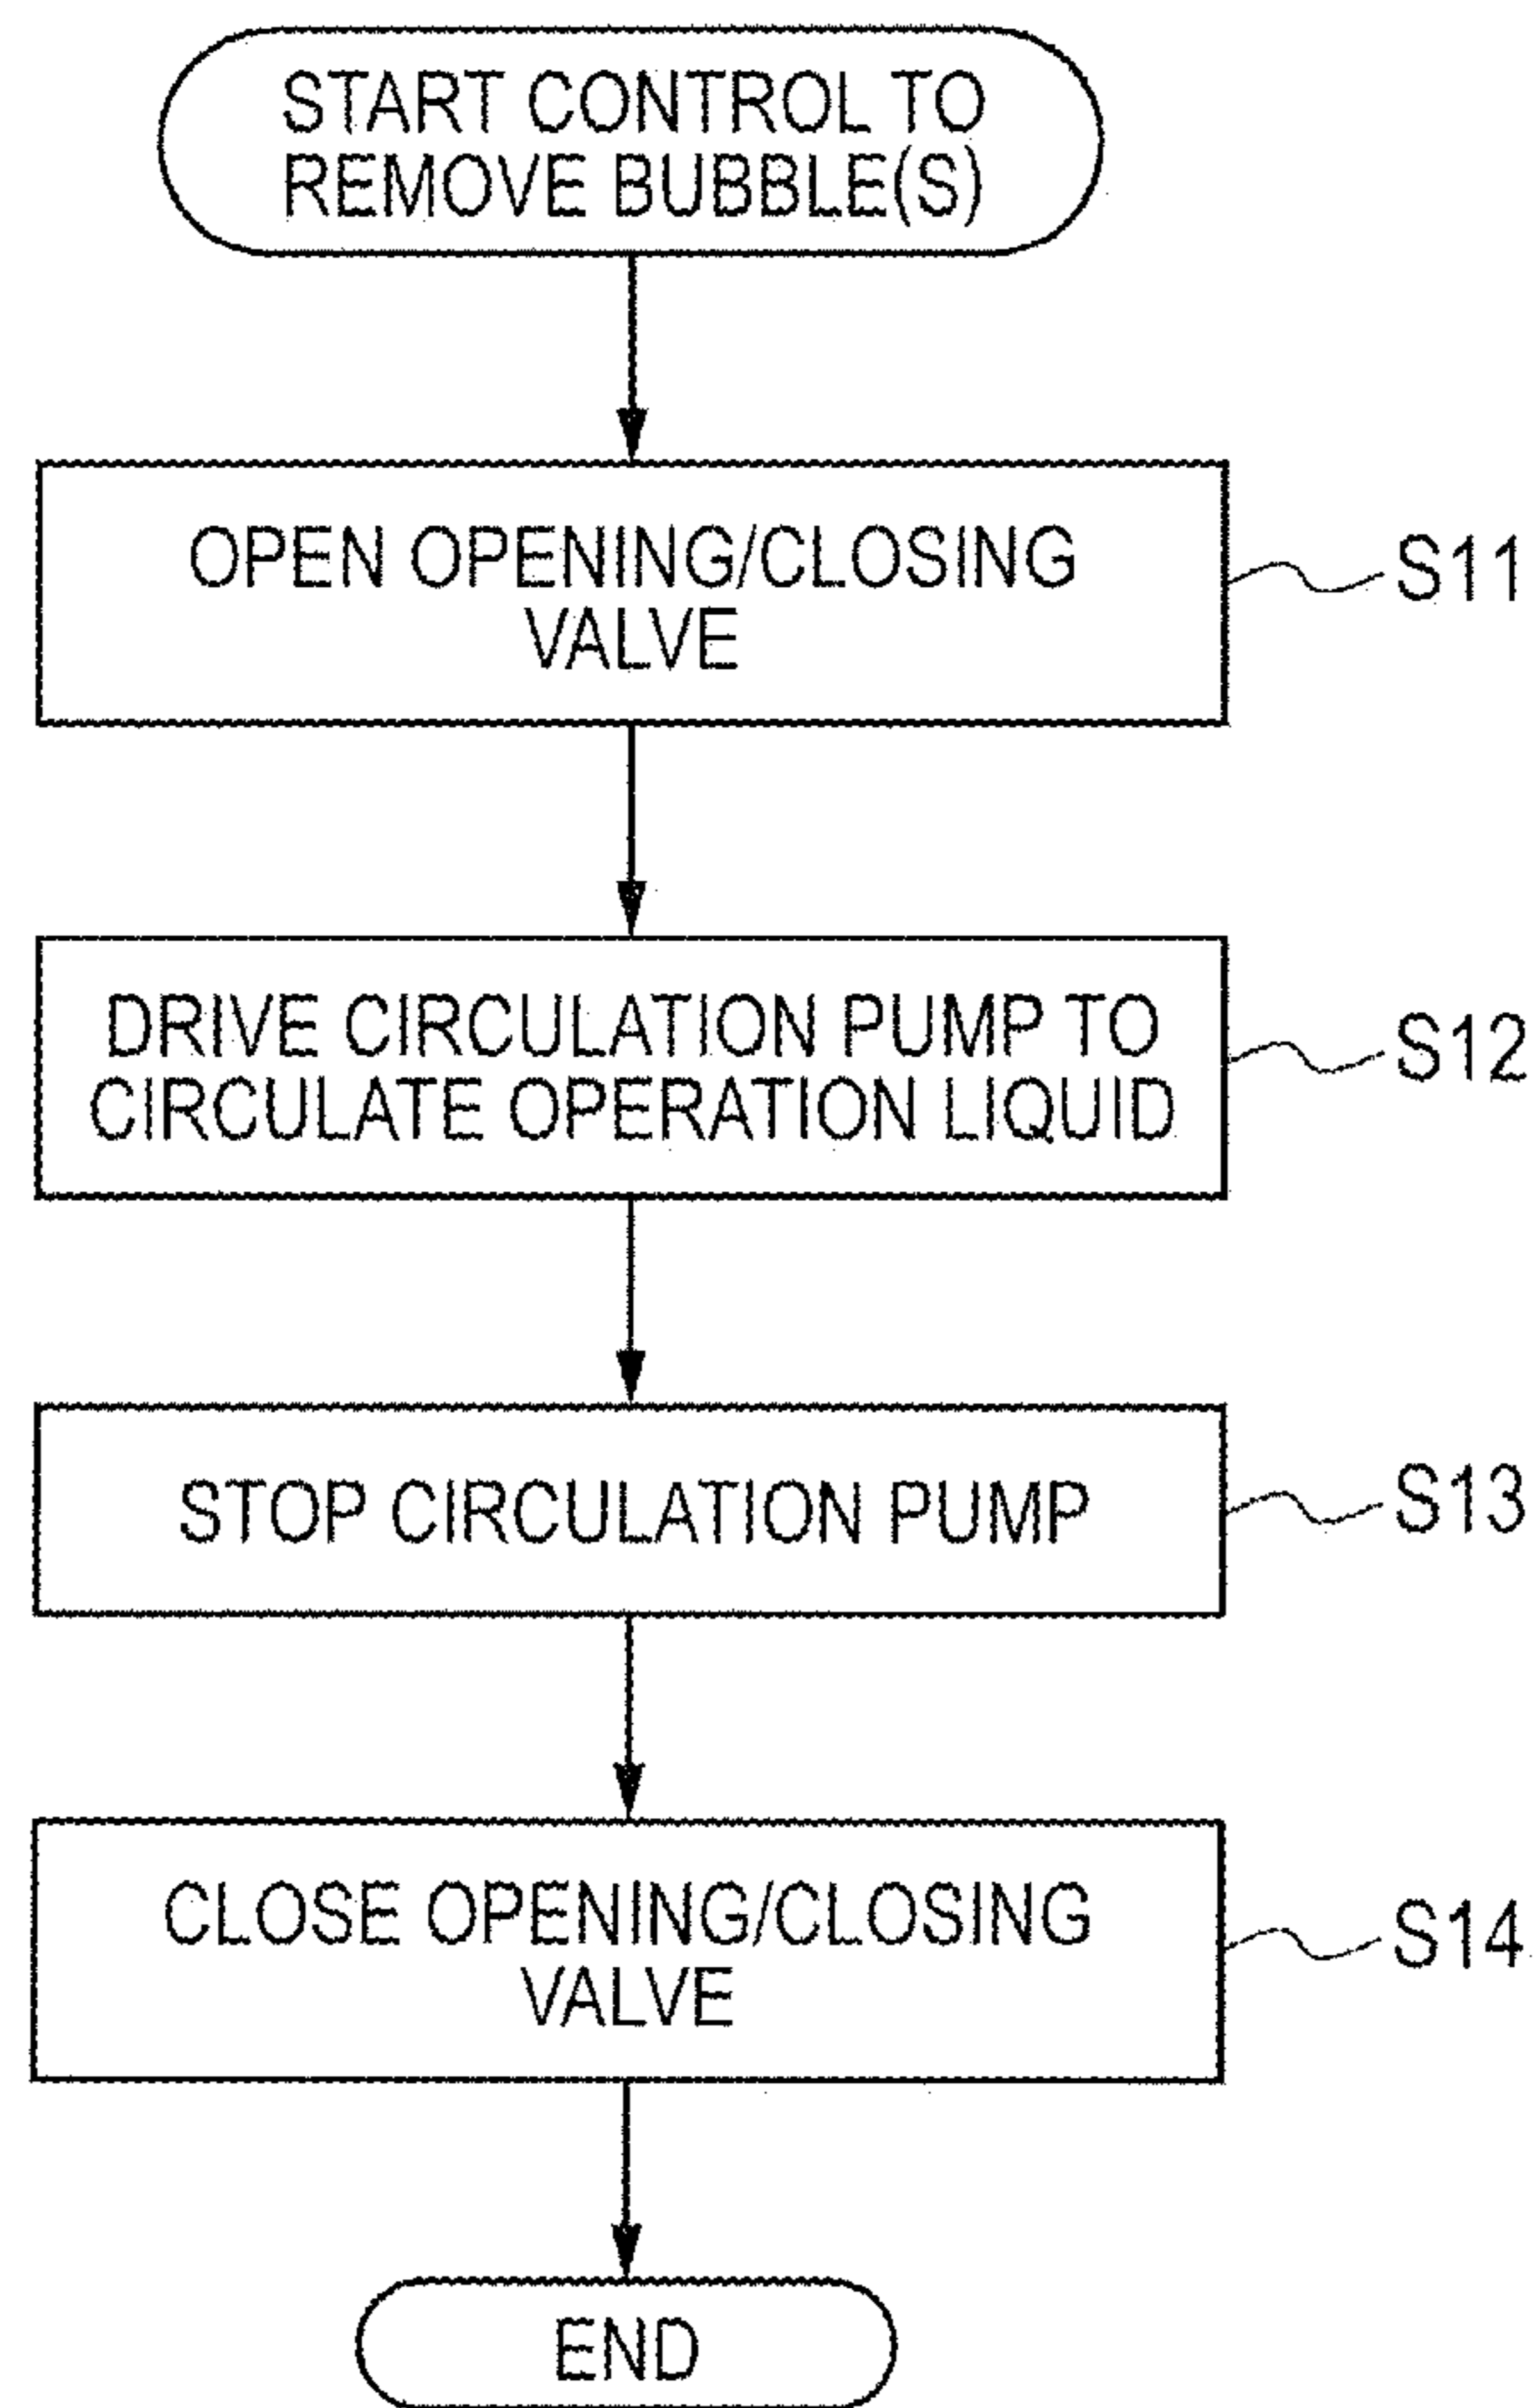 START CONTROL TO
REMOVE BUBBLE(S)
OPEN OPENING/CLOSING
VALVE
S11
DRIVE CIRCULATION PUMP TO
CIRCULATE OPERATION LIQUID
S12
STOP CIRCULATION PUMP
S13
CLOSE OPENING/CLOSING
VALVE
S14
END